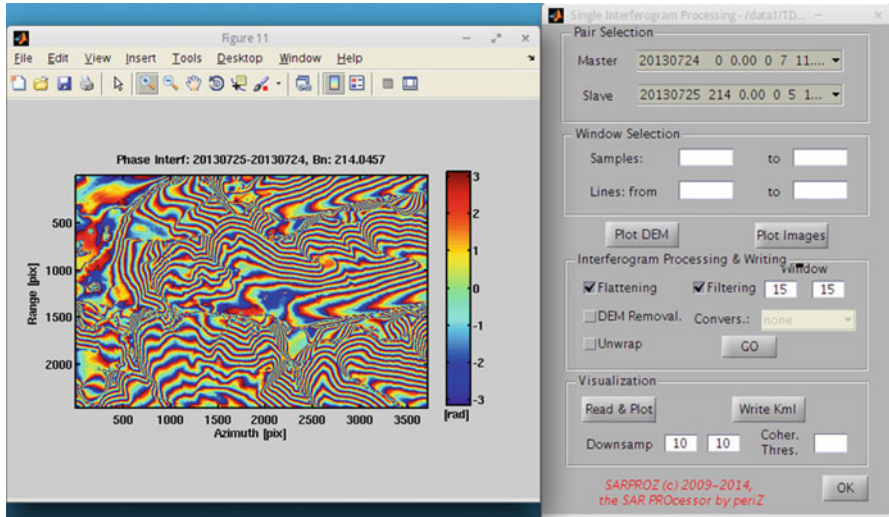 Figure 11
File Edit View Insert Tools Desktop Window Help
Phase Interf: 20130725-20130724, Bn: 214.0457
Range [pix]
500
1000
1500
2000
500 1000 1500 2000 2500 3000 3500
Azimuth [pix]
3
2
1
0
-1
-2
-3
[rad]
Single Interferogram Processing - /data1/TD...
Pair Selection
Master 20130724 0 0.00 0 7 11....
Slave 20130725 214 0.00 0 5 1...
Window Selection
Samples: to
Lines: from to
Plot DEM Plot Images
Interferogram Processing & Writing
Window
Flattening Filtering 15 15
DEM Removal. Convers.: none
Unwrap GO
Visualization
Read & Plot Write Kml
Downsamp 10 10 Coher. Thres.
SARPROZ (c) 2009-2014,
the SAR PROcessor by periZ
OK